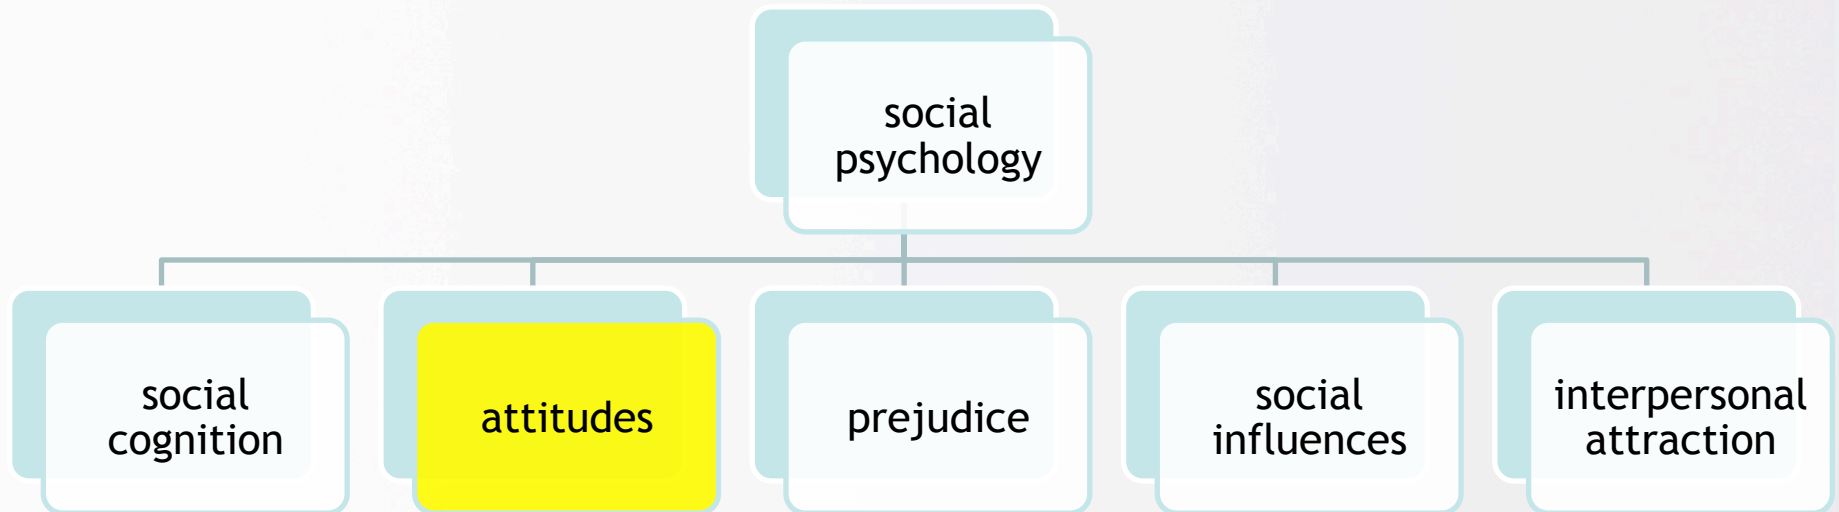 social
psychology
social
cognition
attitudes
prejudice
social
influences
interpersonal
attraction